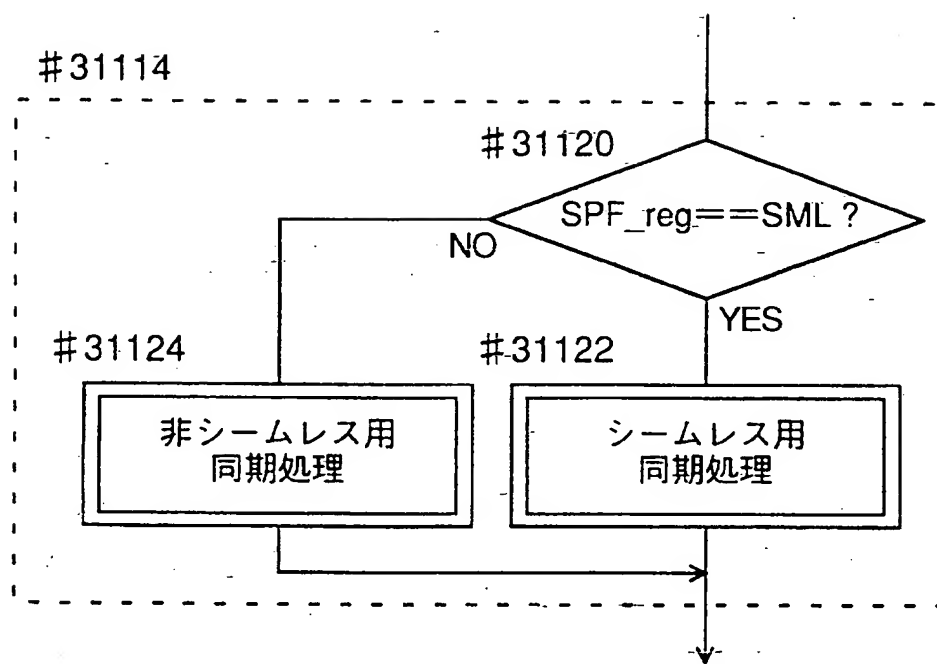 #31114
#31120
SPF_reg==SML ?
NO
YES
#31124
#31122
非シームレス用
同期処理
シームレス用
同期処理